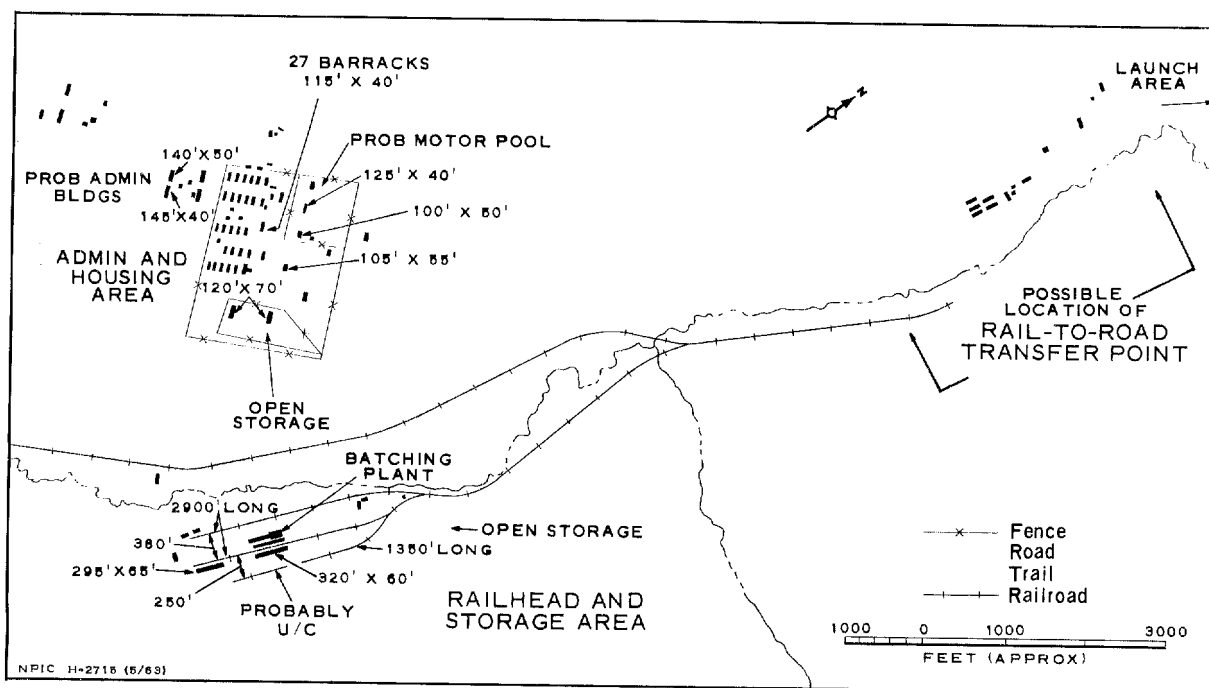 27 BARRACKS
115' X 40'
LAUNCH
AREA
N
PROB MOTOR POOL
140' X 50'
125' X 40'
PROB ADMIN
BLDGS
100' X 50'
145' X 40'
105' X 55'
ADMIN AND
HOUSING
AREA
120' X 70'
POSSIBLE
LOCATION OF
RAIL-TO-ROAD
TRANSFER POINT
OPEN
STORAGE
BATCHING
PLANT
2900 LONG
OPEN STORAGE
380'
1350' LONG
295' X 65'
320' X 60'
250'
PROBABLY
U/C
RAILHEAD AND
STORAGE AREA
Fence
Road
Trail
Railroad
1000 0 1000 3000
FEET (APPROX)
NPIC H-2715 (5/63)